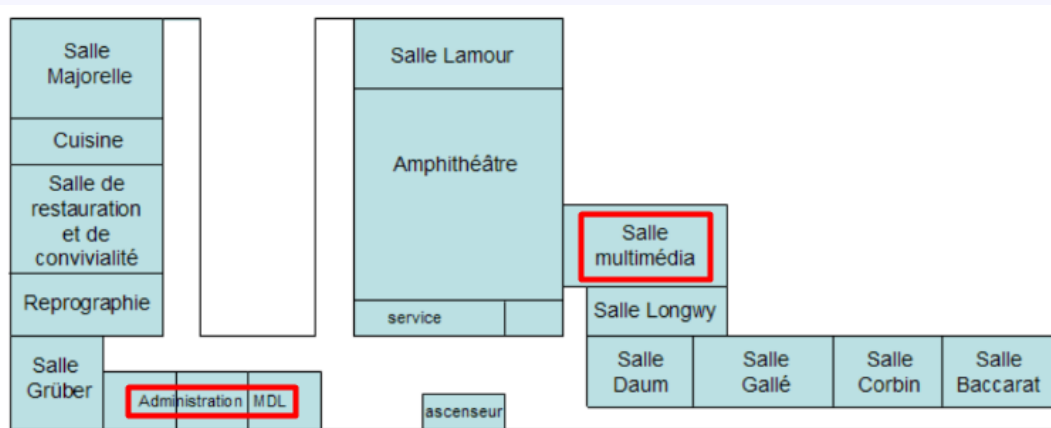 Salle
Majorelle
Cuisine
Salle de
restauration
et de
convivialité
Reprographie
Salle
Grüber
Administration MDL
Salle Lamour
Amphithéâtre
service
ascenseur
Salle
multimédia
Salle Longwy
Salle
Daum
Salle
Gallé
Salle
Corbin
Salle
Baccarat